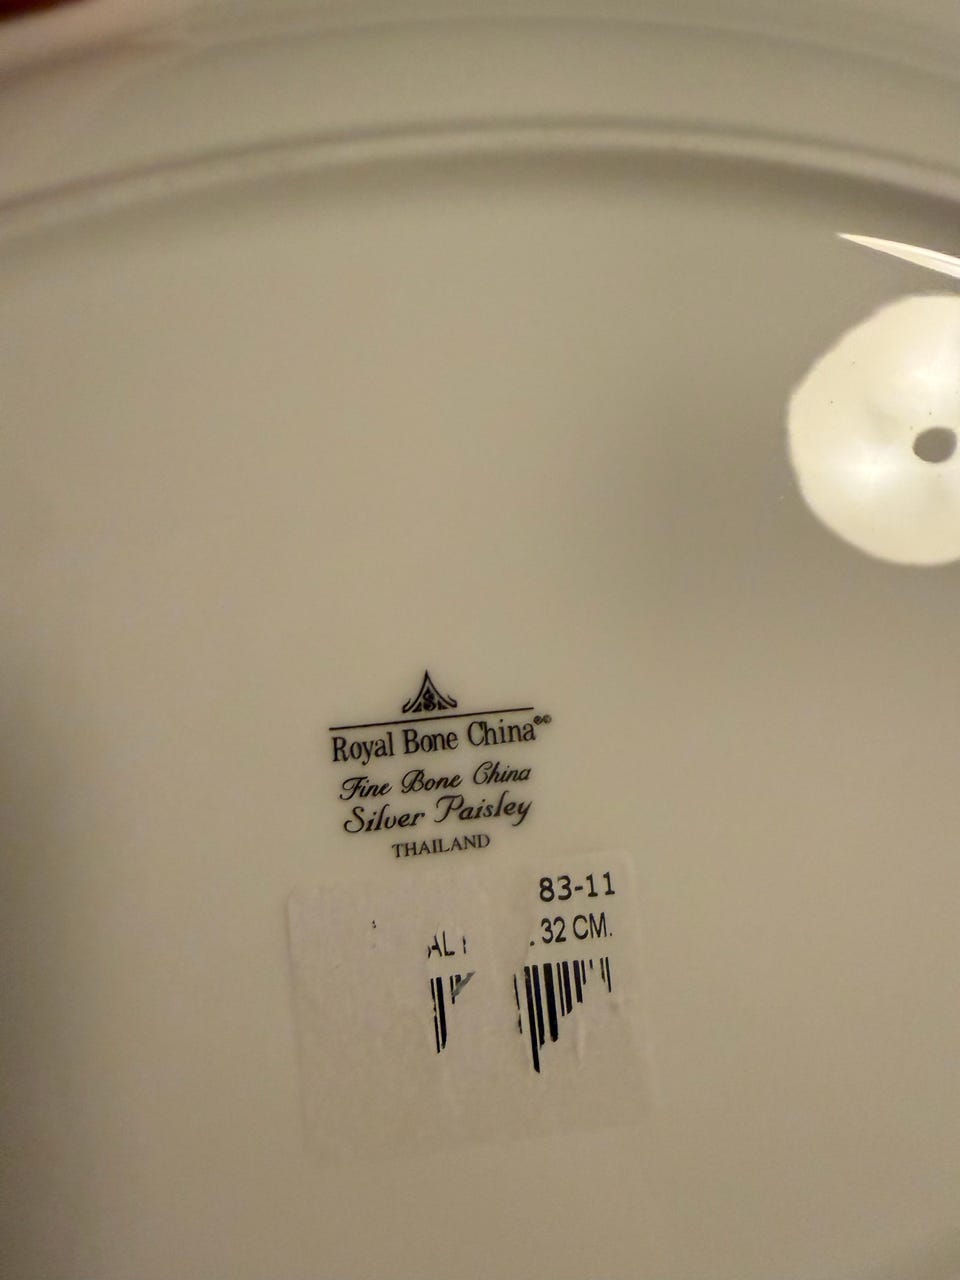 Royal Bone China®©
Fine Bone China
Silver Paisley
THAILAND
83-11
32 CM.